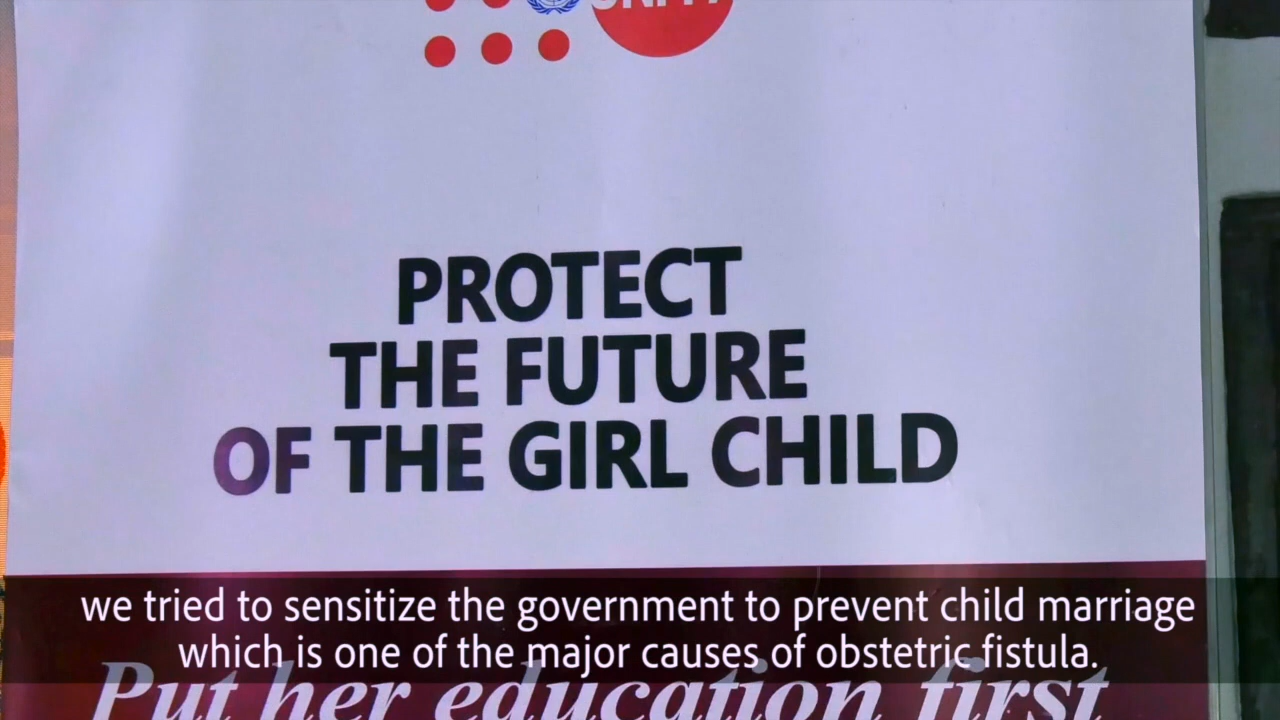 PROTECT
THE FUTURE
OF THE GIRL CHILD
we tried to sensitize the government to prevent child marriage
which is one of the major causes of obstetric fistula.
Put her education first